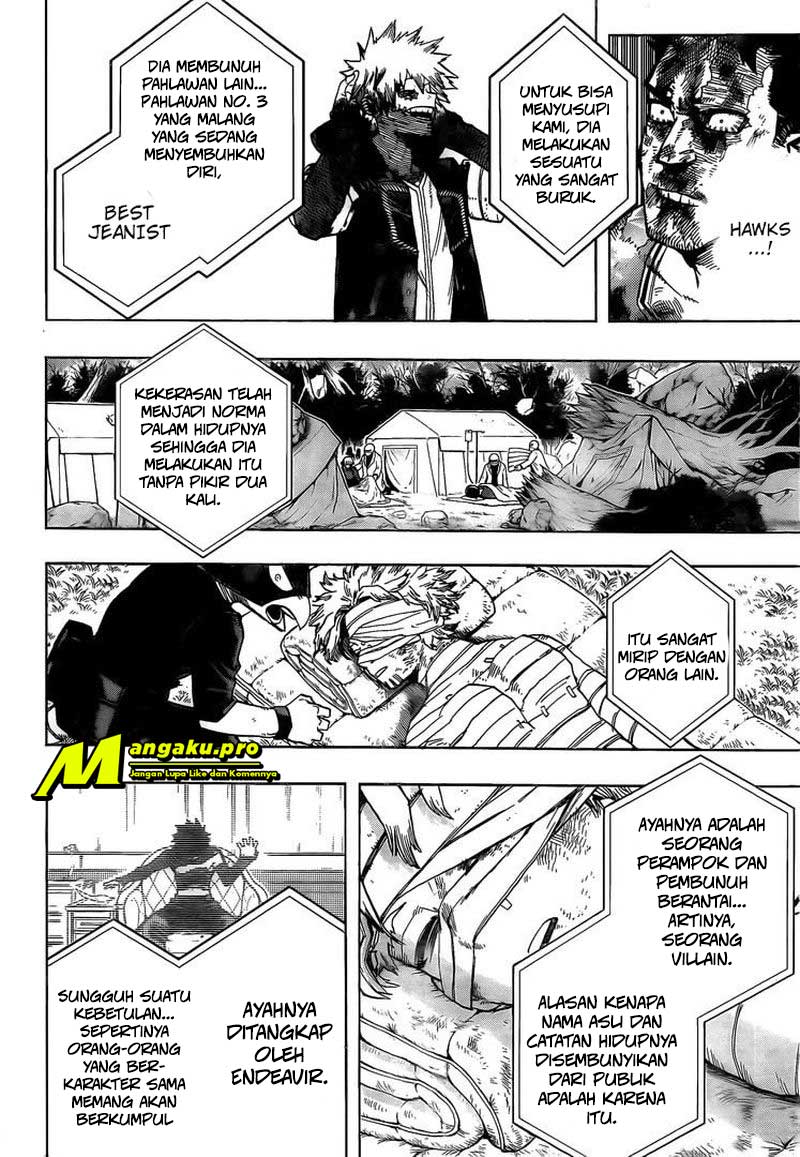 HAWKS
...!
UNTUK BISA
MENYUSUPI
KAMI, DIA
MELAKUKAN
SESUATU
YANG SANGAT
BURUK.
DIA MEMBUNUH
PAHLAWAN LAIN...
PAHLAWAN NO. 3
YANG MALANG
YANG SEDANG
MENYEMBUHKAN
DIRI,
BEST
JEANIST
KEKERASAN TELAH
MENJADI NORMA
DALAM HIDUPNYA
SEHINGGA DIA
MELAKUKAN ITU
TANPA PIKIR DUA
KALI.
ITU SANGAT
MIRIP DENGAN
ORANG LAIN.
Mangaku.pro
Jangan Lupa Like dan Komennya
AYAHNYA ADALAH
SEORANG
PERAMPOK DAN
PEMBUNUH
BERANTAI...
ARTINYA,
SEORANG
VILLAIN.
ALASAN KENAPA
NAMA ASLI DAN
CATATAN HIDUPNYA
DISEMBUNYIKAN
DARI PUBLIK
ADALAH KARENA
ITU.
AYAHNYA
DITANGKAP
OLEH
ENDEAVIR.
SUNGGUH SUATU
KEBETULAN...
SEPERTINYA
ORANG-ORANG
YANG BER-
KARAKTER SAMA
MEMANG AKAN
BERKUMPUL